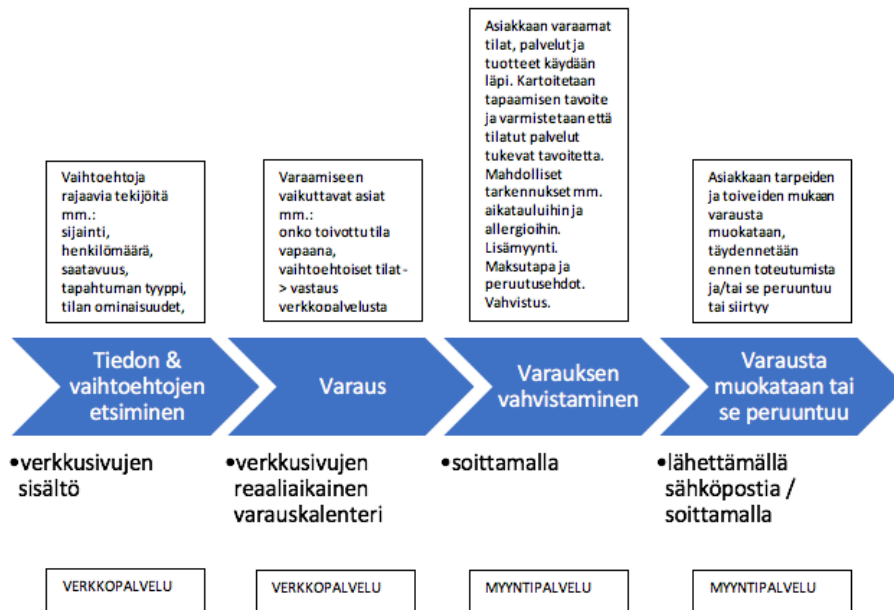 Vaihtoehtoja
rajaavia tekijöitä
mm.:
sijainti,
henkilömäärä,
saatavuus,
tapahtuman tyyppi,
tilan ominaisuudet,
Varaamiseen
vaikuttavat asiat
mm.:
onko toivottu tila
vapaana,
vaihtoehtoiset tilat-
> vastaus
verkkopalvelusta
Asiakkaan varaamat
tilat, palvelut ja
tuotteet käydään
läpi. Kartoitetaan
tapaamisen tavoite
ja varmistetaan että
tilatut palvelut
tukevat tavoitetta.
Mahdolliset
tarkennukset mm.
aikatauluihin ja
allergioihin.
Lisämyynti.
Maksutapa ja
peruutusehdot.
Vahvistus.
Asiakkaan tarpeiden
ja toiveiden mukaan
varausta
muokataan,
täydennetään
ennen toteutumista
ja/tai se peruuntuu
tai siirtyy
Tiedon &
vaihtoehtojen
etsiminen
Varaus
Varauksen
vahvistaminen
Varausta
muokataan tai
se peruuntuu
•verkkusivujen
sisältö
•verkkusivujen
reaaliaikainen
varauskalenteri
•soittamalla
•lähettämällä
sähköpostia /
soittamalla
VERKKOPALVELU
VERKKOPALVELU
MYYNTIPALVELU
MYYNTIPALVELU